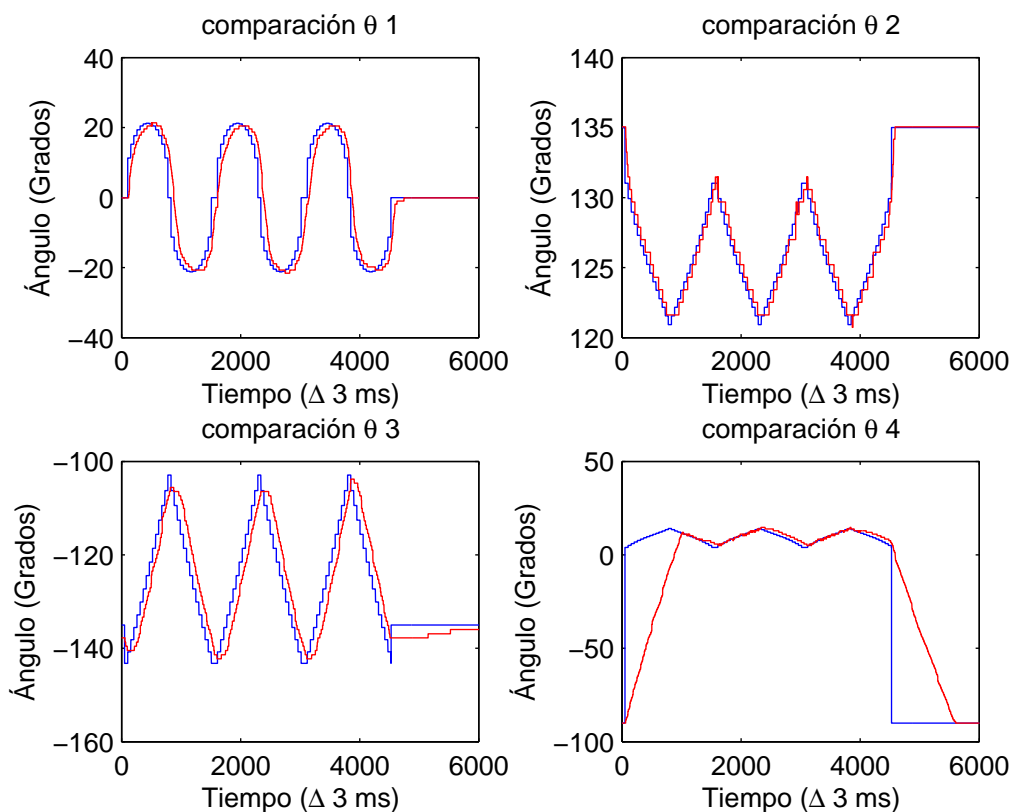 comparación θ 1
40
20
0
−20
−40
Ángulo (Grados)
0 2000 4000 6000
Tiempo (Δ 3 ms)
comparación θ 2
140
135
130
125
120
Ángulo (Grados)
0 2000 4000 6000
Tiempo (Δ 3 ms)
comparación θ 3
−100
−120
−140
−160
Ángulo (Grados)
0 2000 4000 6000
Tiempo (Δ 3 ms)
comparación θ 4
50
0
−50
−100
Ángulo (Grados)
0 2000 4000 6000
Tiempo (Δ 3 ms)